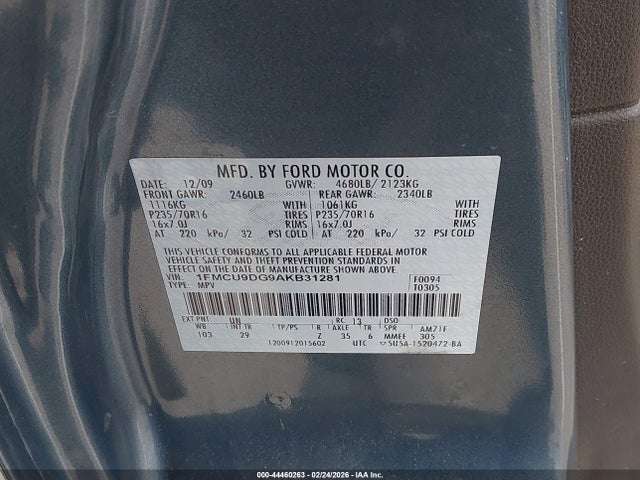 MFD. BY FORD MOTOR CO.
DATE: 12/09 GVWR: 4680LB/ 2123KG
FRONT GAWR: 2460LB REAR GAWR: 2340LB
1116KG WITH 1061KG WITH
P235/70R16 TIRES P235/70R16 TIRES
16x7.0J RIMS 16x7.0J RIMS
AT 220 kPa/ 32 PSI COLD AT 220 kPa/ 32 PSI COLD
THIS VEHICLE CONFORMS TO ALL APPLICABLE FEDERAL MOTOR
VEHICLE SAFETY AND THEFT PREVENTION STANDARDS IN
EFFECT ON THE DATE OF MANUFACTURE SHOWN ABOVE.
VIN: 1FMCU9DG9AKB31281 F0094
TYPE: MPV T0305
EXT PNT: UN RC: 13 DSO:
WB INT TR TP/PS R AXLE TR SPR AM71F
103 29 Z 35 6 MMEE 305
1200912015602 UTC 5U5A-1520472-BA
000-44460263 - 02/24/2026 - IAA Inc.